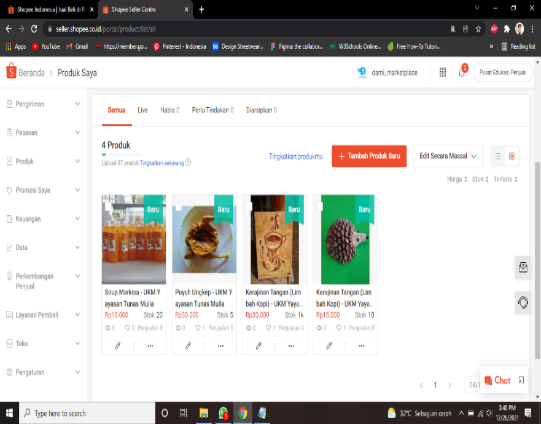 Shopee Indonesia | Jual Beli di P
Shopee Seller Centre
seller.shopee.co.id/portal/product/list/all
Apps
YouTube
Gmail
Pinterest - Indonesia
Design Streetwear...
Figma: the collabor...
W3Schools Online...
Free How-To Tutori...
Reading list
Beranda > Produk Saya
dami_marketplace
2
Pusat Edukasi Penjual
Pengiriman
Pesanan
Produk
Promosi Saya
Keuangan
Data
Perkembangan Penjual
Layanan Pembeli
Toko
Pengaturan
Semua
Live
Habis 0
Perlu Tindakan 0
Diarsipkan 0
4 Produk
Upload 97 produk Tingkatkan sekarang
Tingkatkan produkmu
+ Tambah Produk Baru
Edit Secara Massal
Harga
Stok
Terlaris
Baru
Baru
Baru
Baru
Sirup Markisa - UKM Y
ayasan Tunas Mulia
Rp15.000
Stok 20
0
0
Penjualan 0
Puyuh Ungkep - UKM Y
ayasan Tunas Mulia
Rp30.000
Stok 5
0
1
Penjualan 0
Kerajinan Tangan (Lim
bah Kopi) - UKM Yaya...
Rp30.000
Stok 1k
0
1
Penjualan 0
Kerajinan Tangan (Lim
bah Kopi) - UKM Yaya...
Rp15.000
Stok 10
0
1
Penjualan 0
1
24/
Chat
Type here to search
32°C Sebagian cerah
3:46 PM
12/26/2021